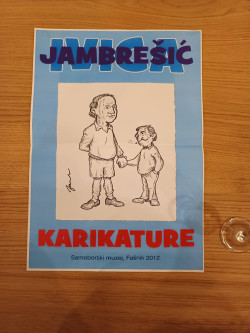 IVICA
JAMBREŠIĆ
KARIKATURE
Samoborski muzej, Fašnik 2012.